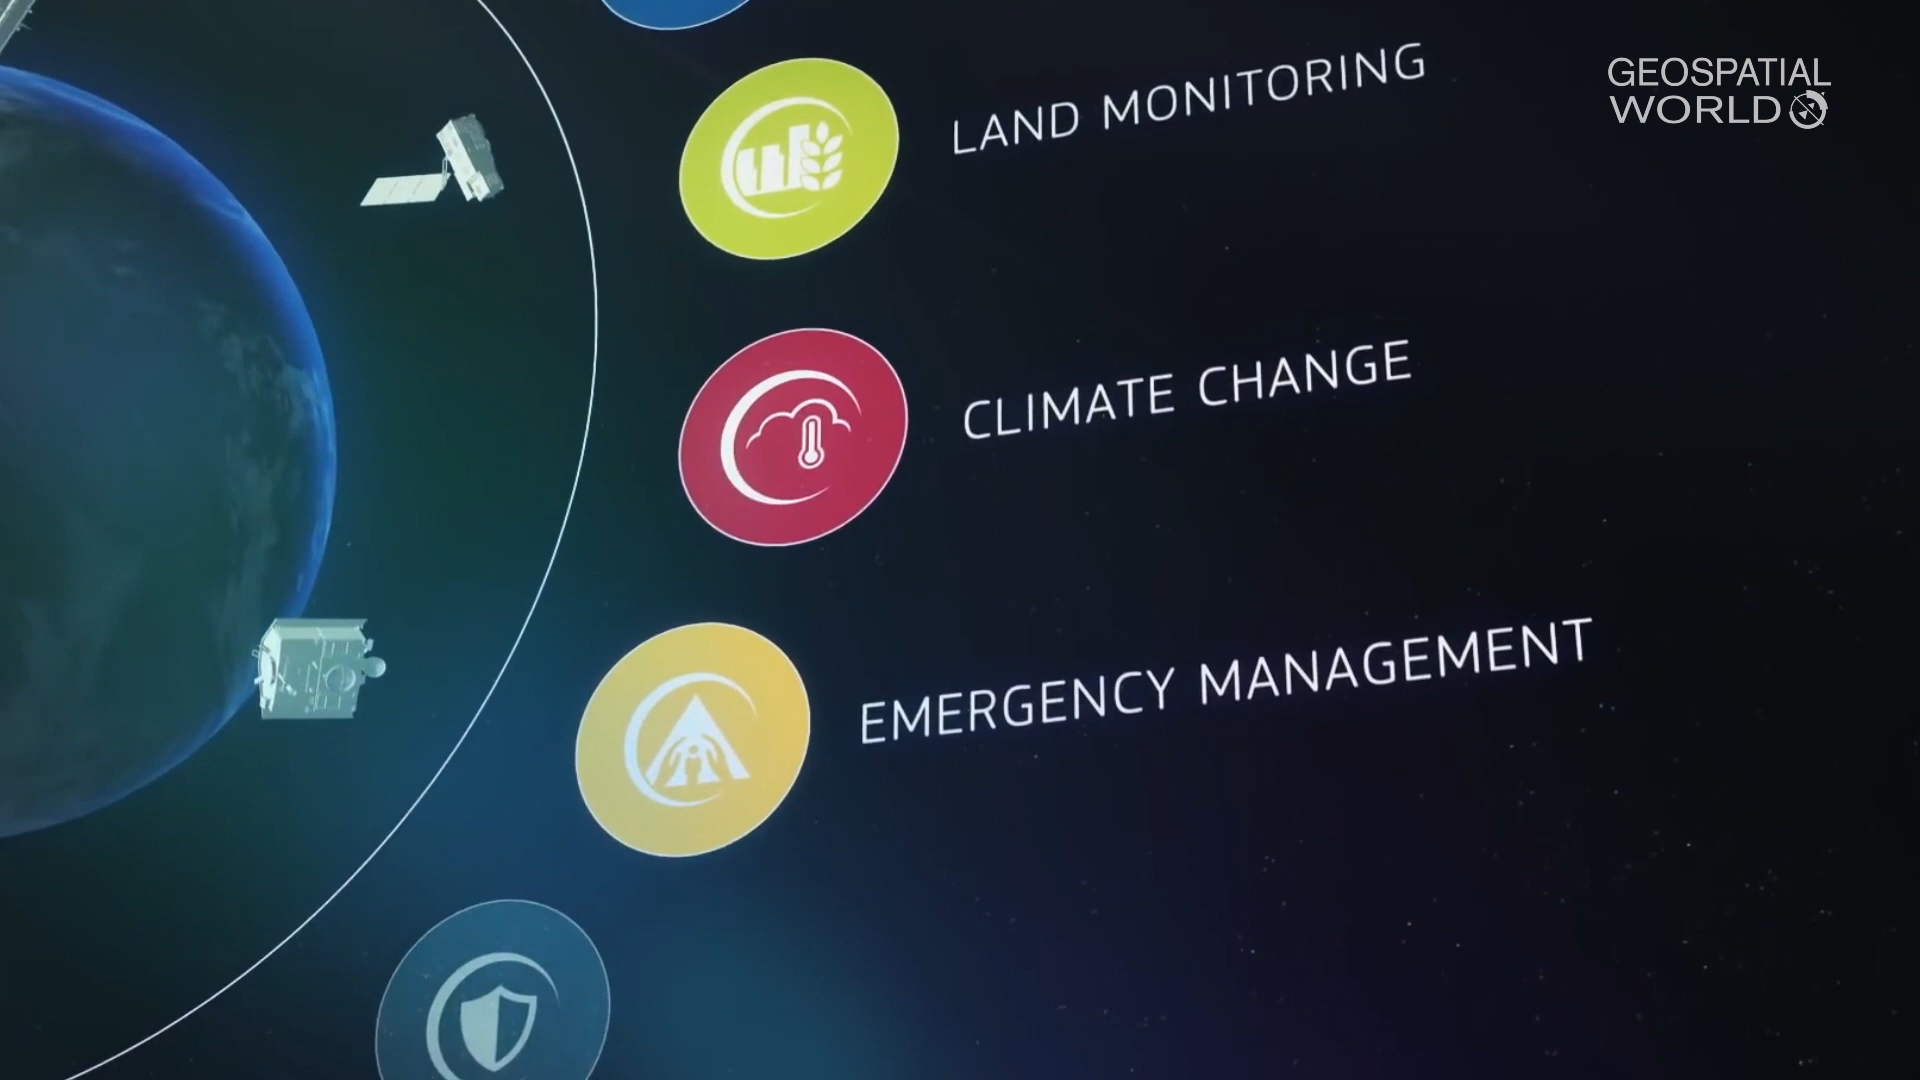 LAND MONITORING
GEOSPATIAL
WORLD
CLIMATE CHANGE
EMERGENCY MANAGEMENT